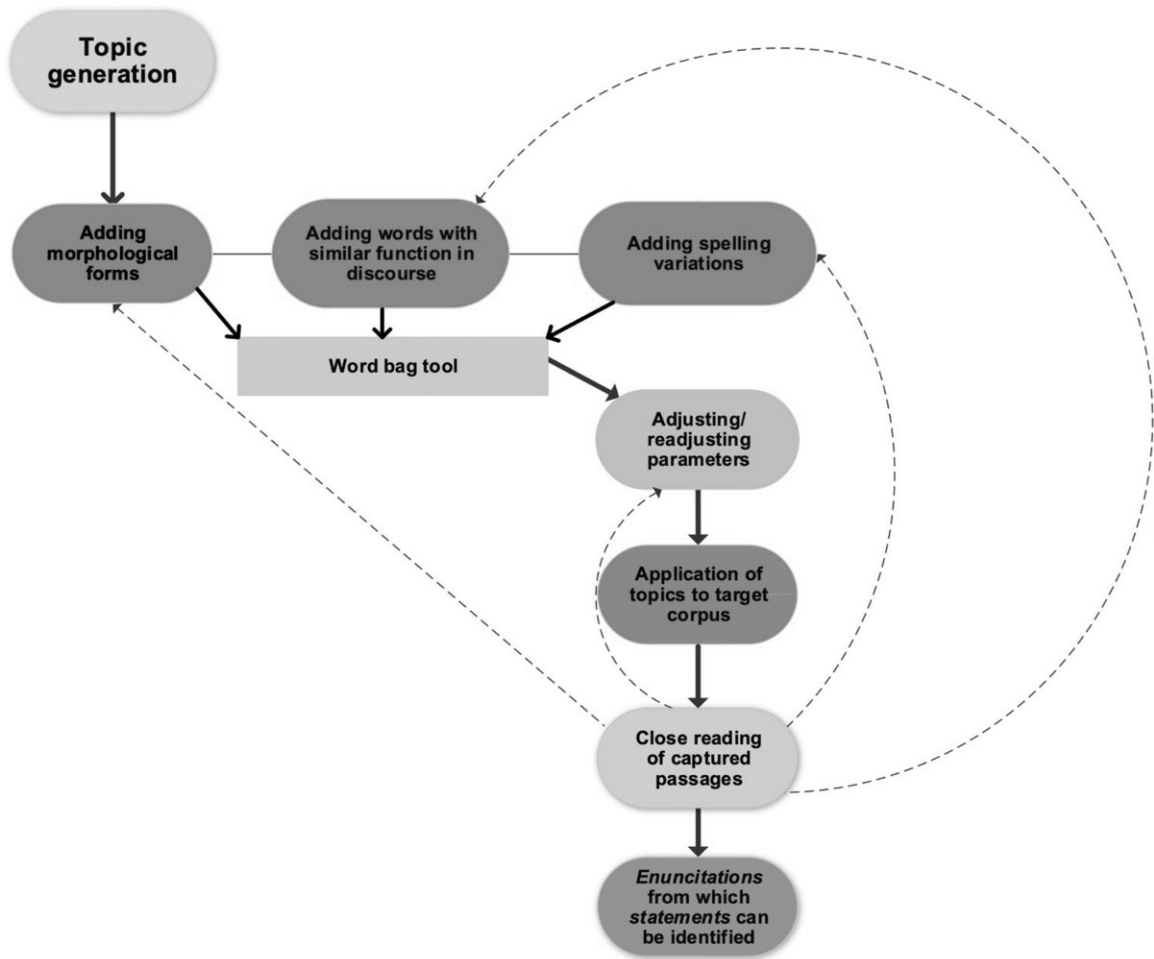 Topic
generation
Adding
morphological
forms
Adding words with
similar function in
discourse
Adding spelling
variations
Word bag tool
Adjusting/
readjusting
parameters
Application of
topics to target
corpus
Close reading
of captured
passages
Enuncitations
from which
statements can
be identified